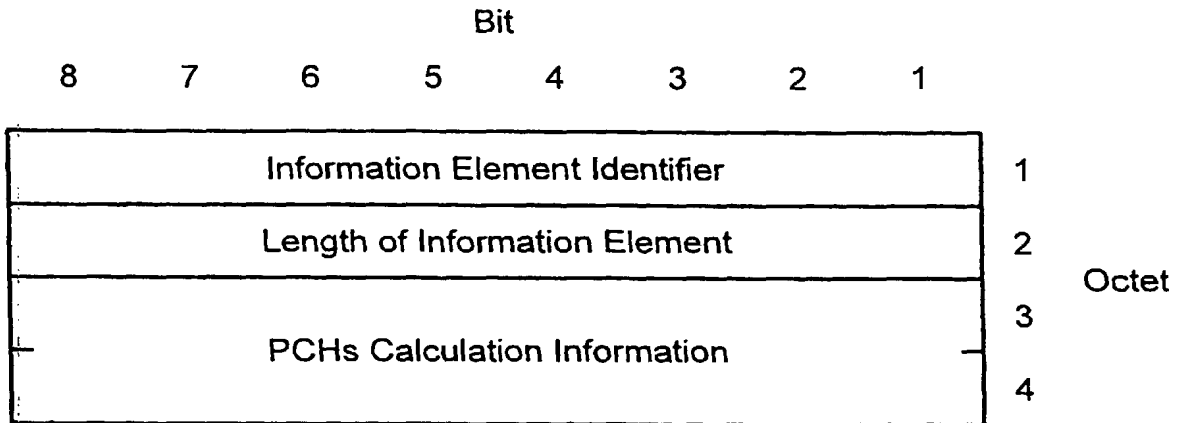 Bit
8 7 6 5 4 3 2 1
Information Element Identifier 1
Length of Information Element 2
Octet
3
PCHs Calculation Information
4